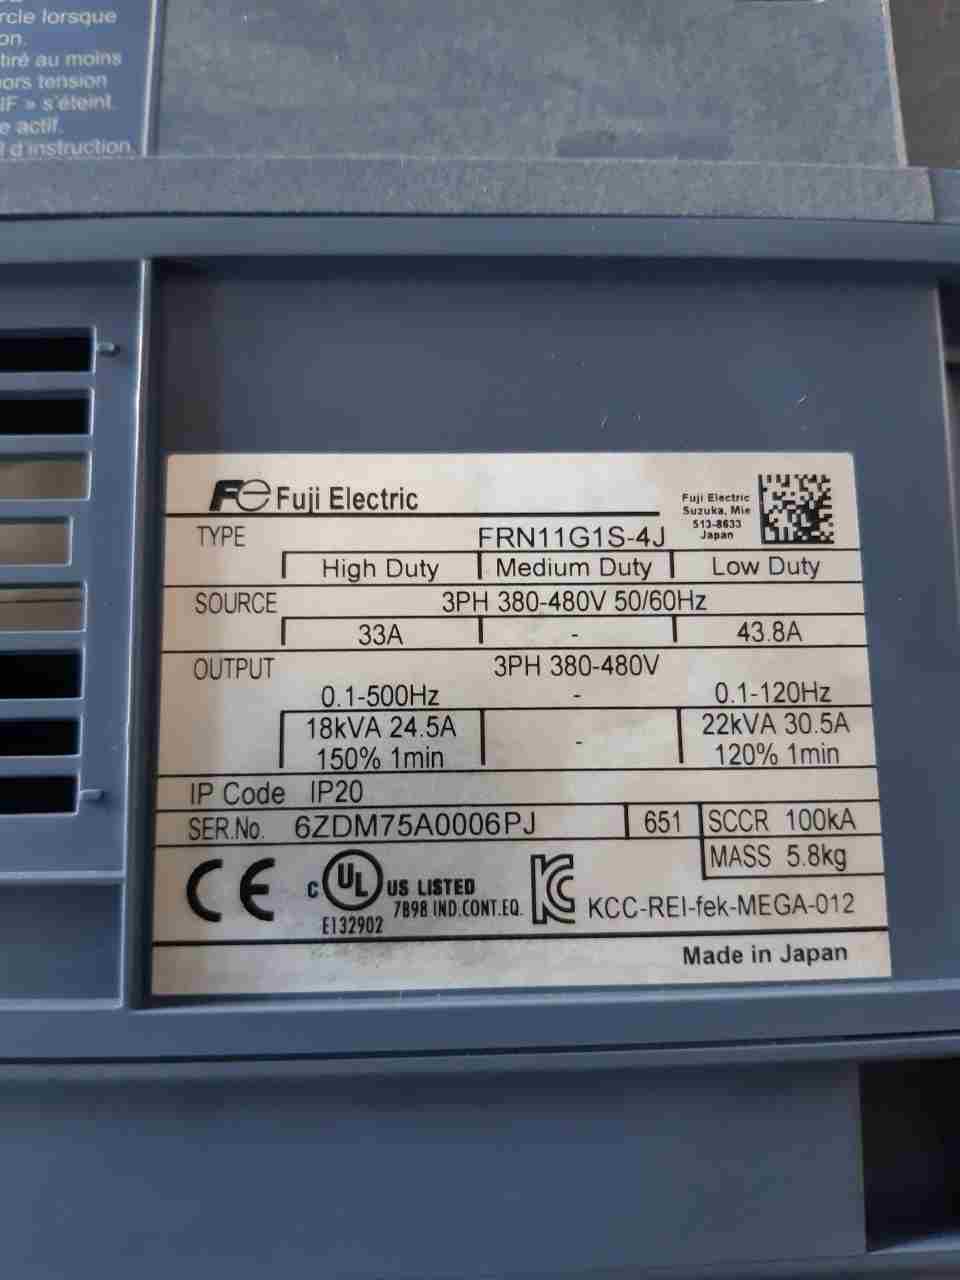 rcle lorsque
on.
tiré au moins
hors tension
IF » s'éteint.
e actif.
l d'instruction.
Fe Fuji Electric
Fuji Electric
Suzuka, Mie
513-8633
Japan
TYPE FRN11G1S-4J
High Duty Medium Duty Low Duty
SOURCE 3PH 380-480V 50/60Hz
33A - 43.8A
OUTPUT 3PH 380-480V
0.1-500Hz - 0.1-120Hz
18kVA 24.5A - 22kVA 30.5A
150% 1min 120% 1min
IP Code IP20
SER.No. 6ZDM75A0006PJ 651 SCCR 100kA
MASS 5.8kg
CE c UL US LISTED
7B98 IND.CONT.EQ.
E132902
KC KCC-REI-fek-MEGA-012
Made in Japan